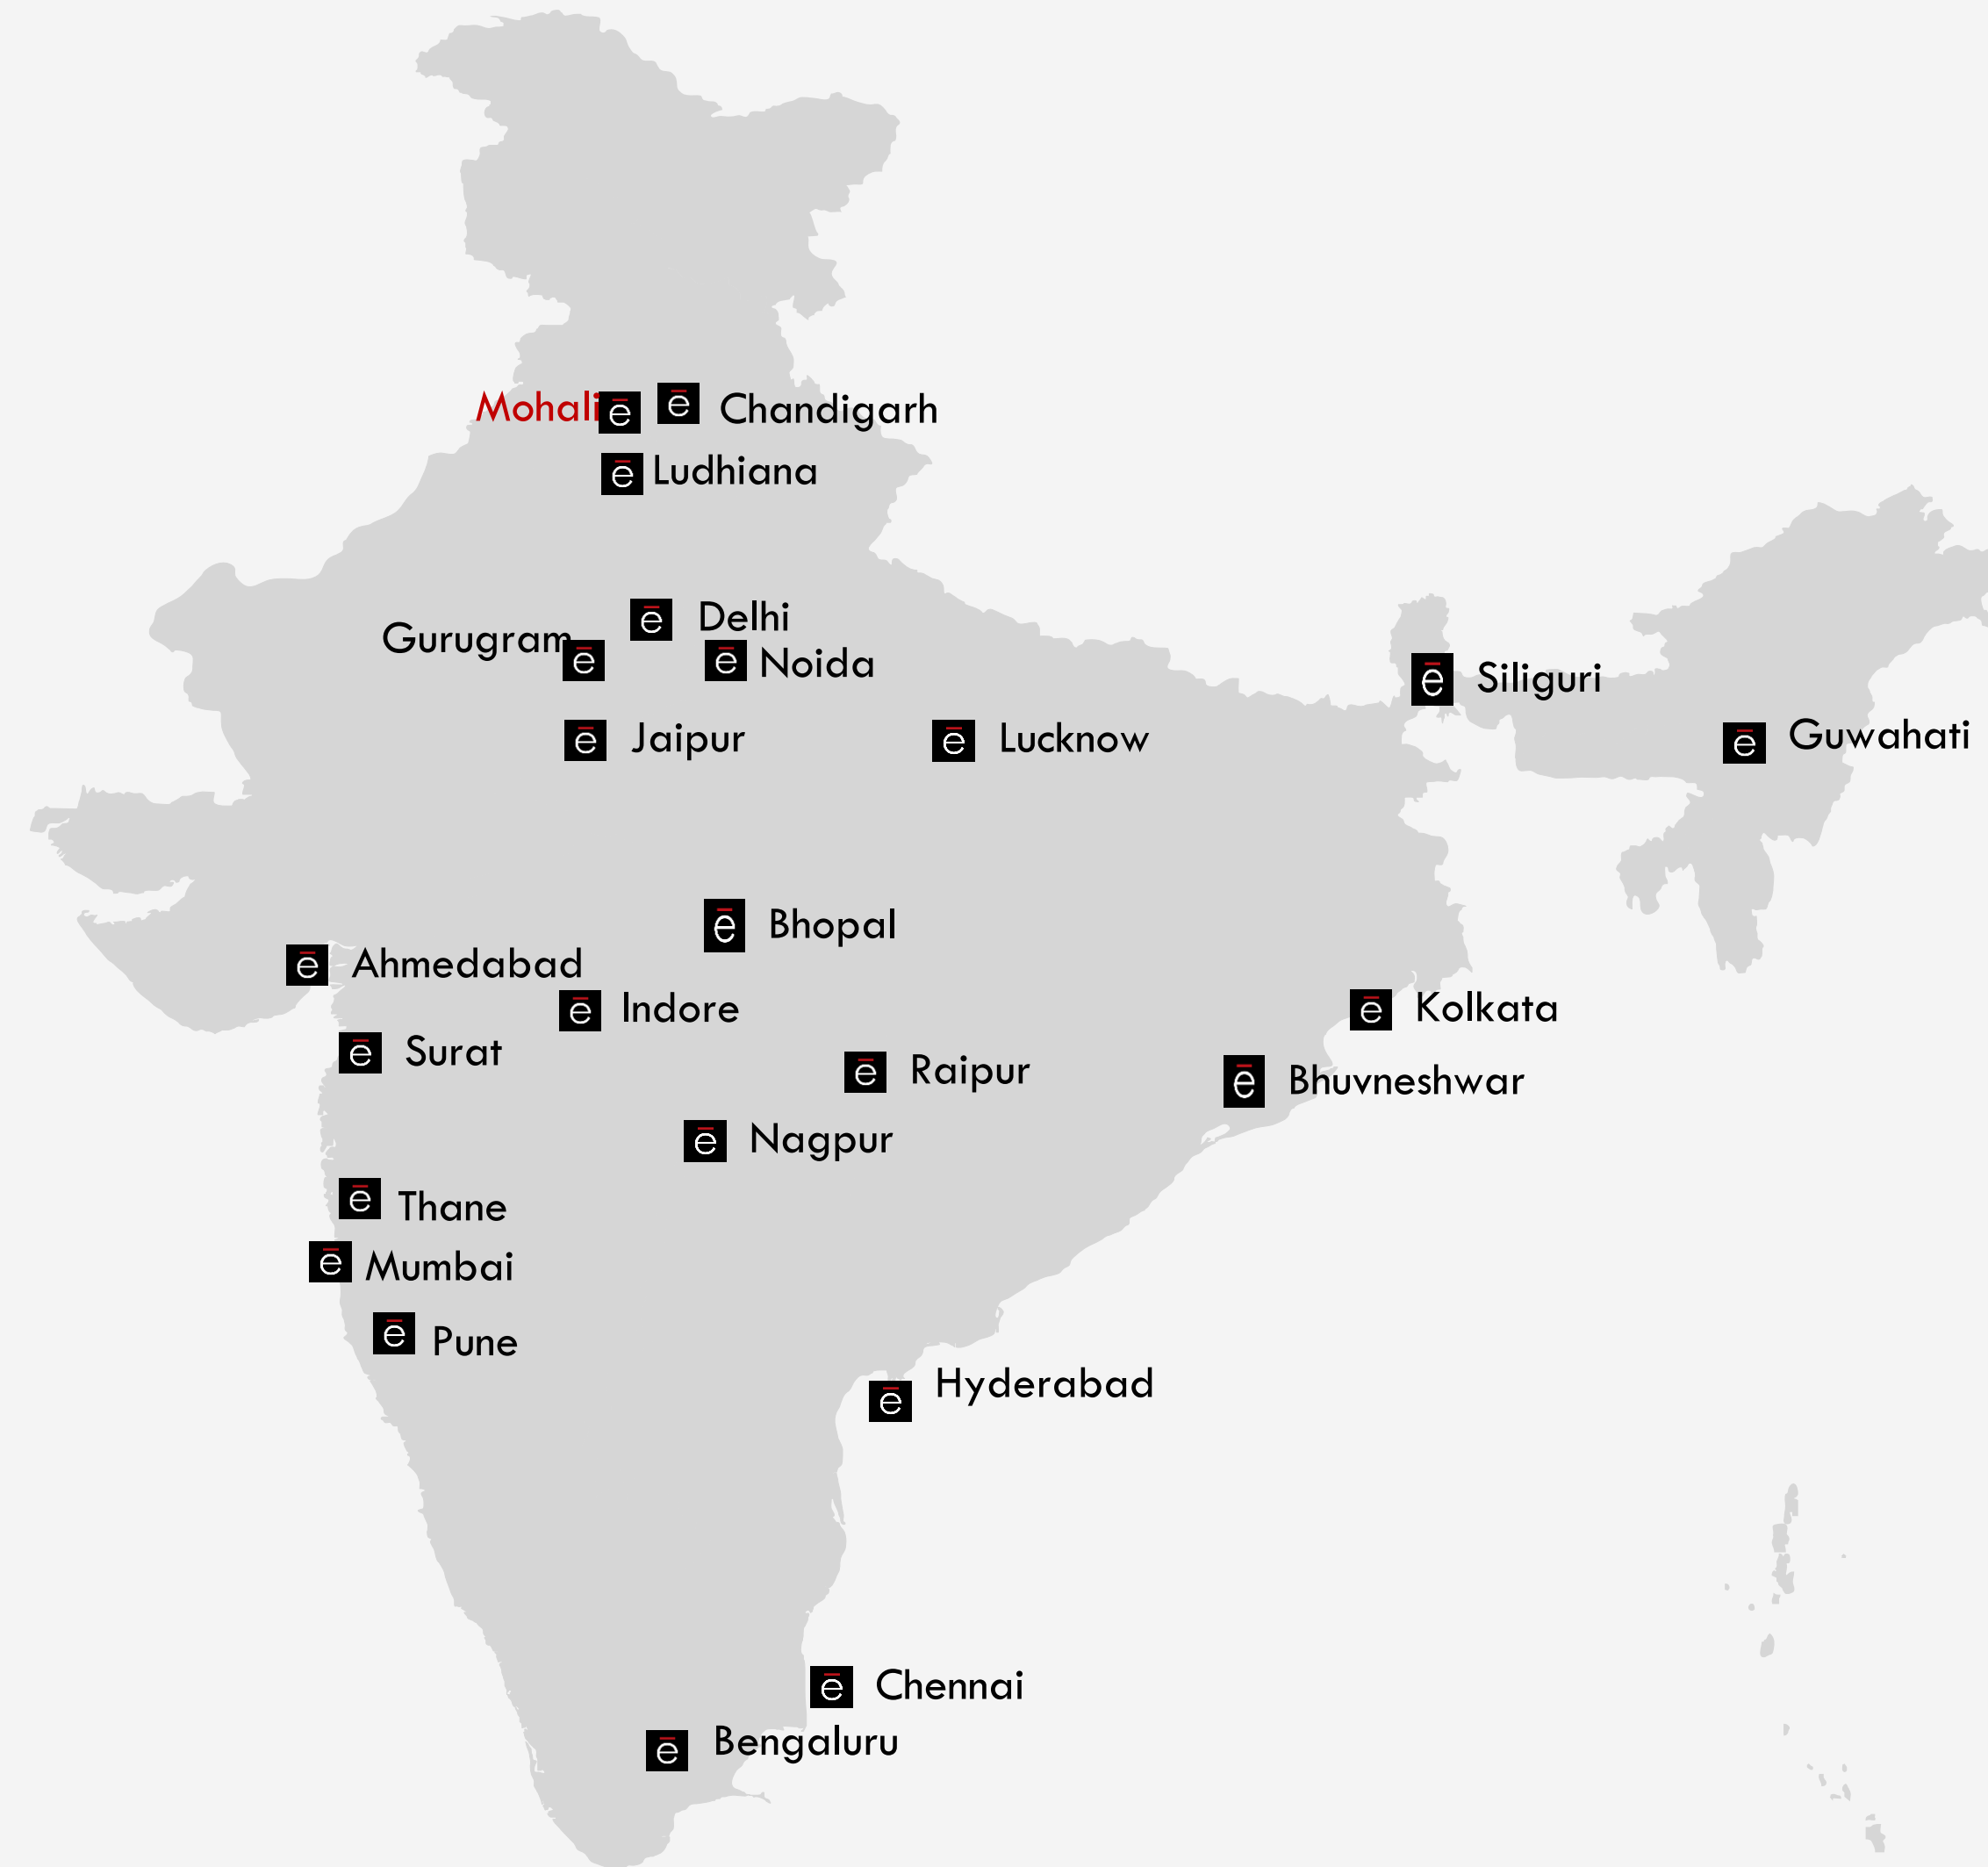 Mohali
Chandigarh
Ludhiana
Delhi
Gurugram
Noida
Siliguri
Jaipur
Lucknow
Guwahati
Bhopal
Ahmedabad
Indore
Kolkata
Surat
Raipur
Bhuvneshwar
Nagpur
Thane
Mumbai
Pune
Hyderabad
Chennai
Bengaluru